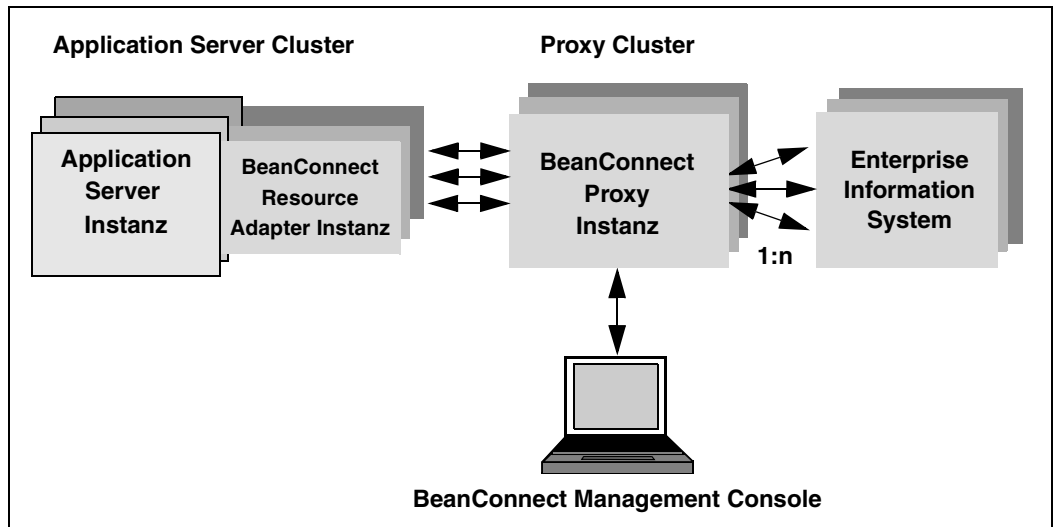 Application Server Cluster
Proxy Cluster
Application
Server
Instanz
BeanConnect
Resource
Adapter Instanz
BeanConnect
Proxy
Instanz
Enterprise
Information
System
1:n
BeanConnect Management Console